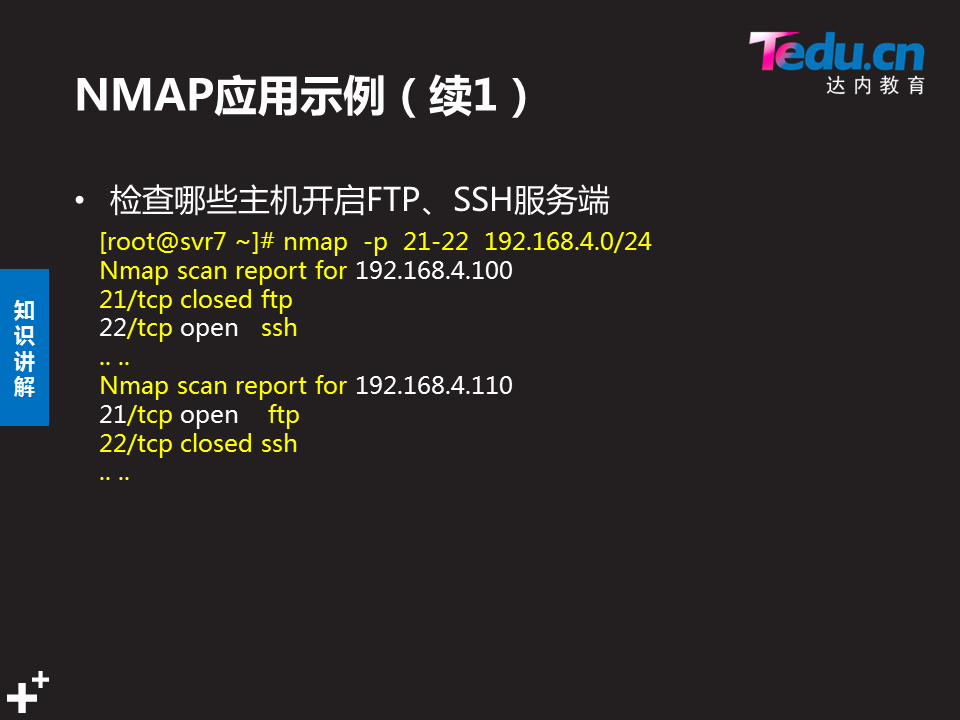 Tedu.cn
达内教育
NMAP应用示例（续1）
• 检查哪些主机开启FTP、SSH服务端
[root@svr7 ~]# nmap  -p  21-22  192.168.4.0/24
Nmap scan report for 192.168.4.100
21/tcp closed ftp
22/tcp open   ssh
.. ..
Nmap scan report for 192.168.4.110
21/tcp open    ftp
22/tcp closed ssh
.. ..
知
识
讲
解